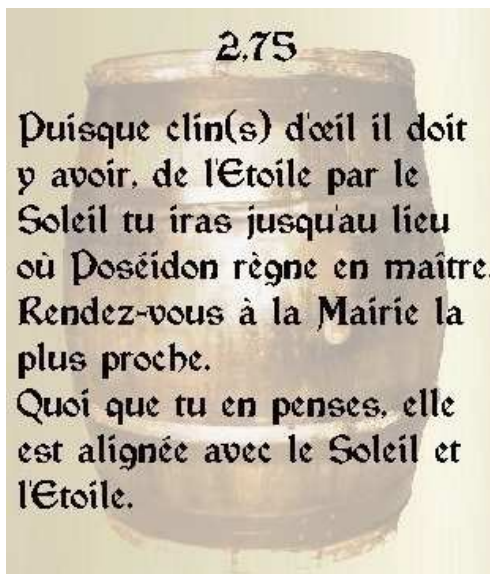 2,75
Puisque clin(s) d'œil il doit
y avoir, de l'Etoile par le
Soleil tu iras jusqu'au lieu
où Poséidon règne en maître.
Rendez-vous à la Mairie la
plus proche.
Quoi que tu en penses, elle
est alignée avec le Soleil et
l'Etoile.